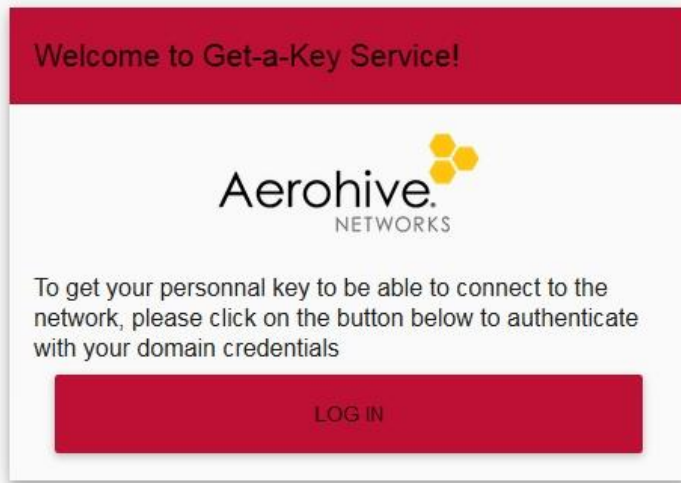 Welcome to Get-a-Key Service!
Aerohive.
NETWORKS
To get your personnal key to be able to connect to the
network, please click on the button below to authenticate
with your domain credentials
LOG IN